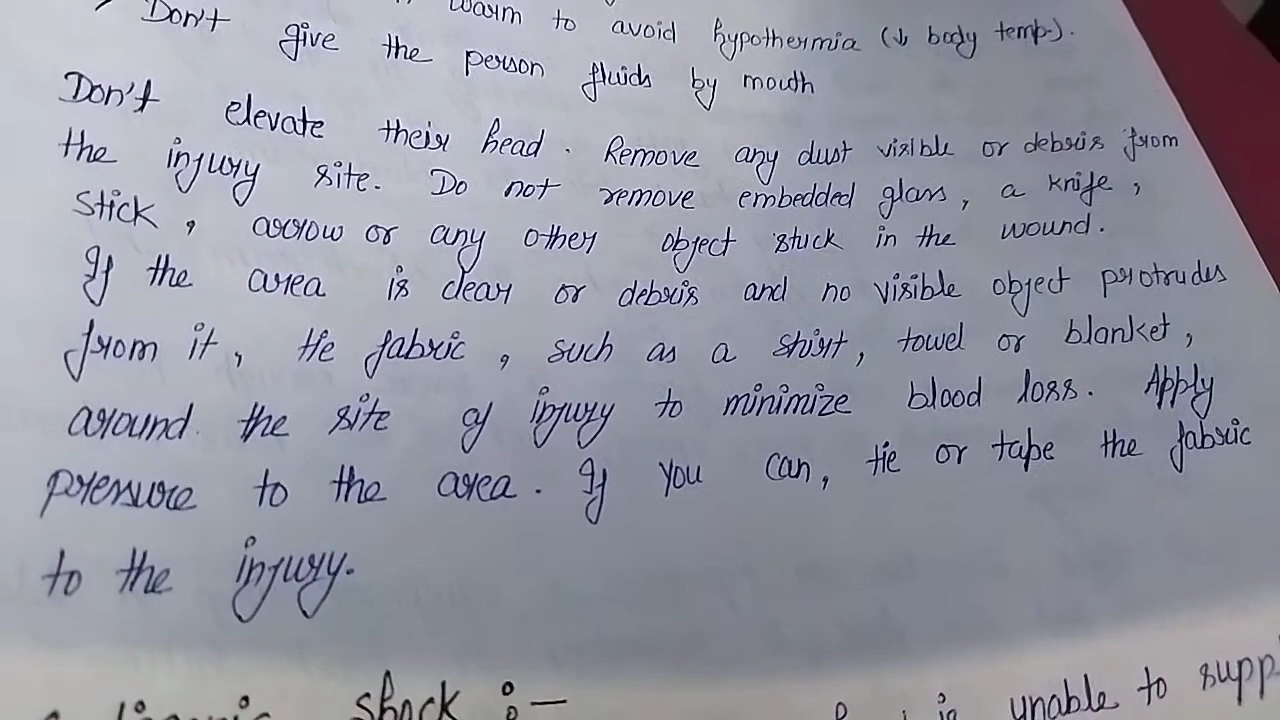 warm to avoid hypothermia (↓ body temp.).
Don't give the person fluids by mouth
Don't elevate their head. Remove any dust visible or debris from
the injury site. Do not remove embedded glass, a knife,
stick, arrow or any other object stuck in the wound.
If the area is clear or debris and no visible object protrudes
from it, tie fabric, such as a shirt, towel or blanket,
around the site of injury to minimize blood loss. Apply
pressure to the area. If you can, tie or tape the fabric
to the injury.
shock :-
unable to